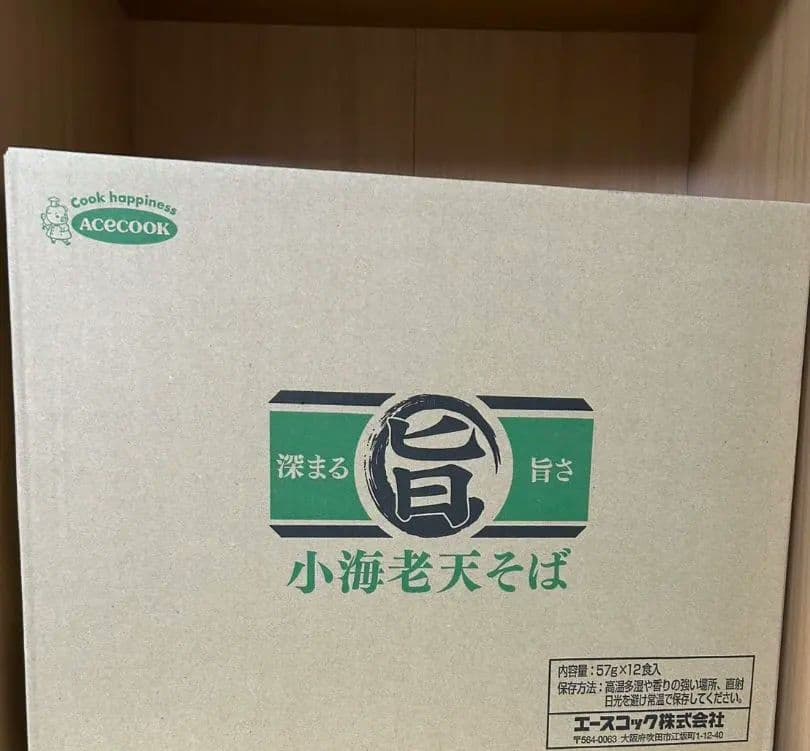 Cook happiness
ACECOOK
深まる 旨 旨さ
小海老天そば
内容量:57g×12食入
保存方法:高温多湿や香りの強い場所、直射
日光を避け常温で保存してください。
エースコック株式会社
〒564-0063 大阪府吹田市江坂町1-12-40